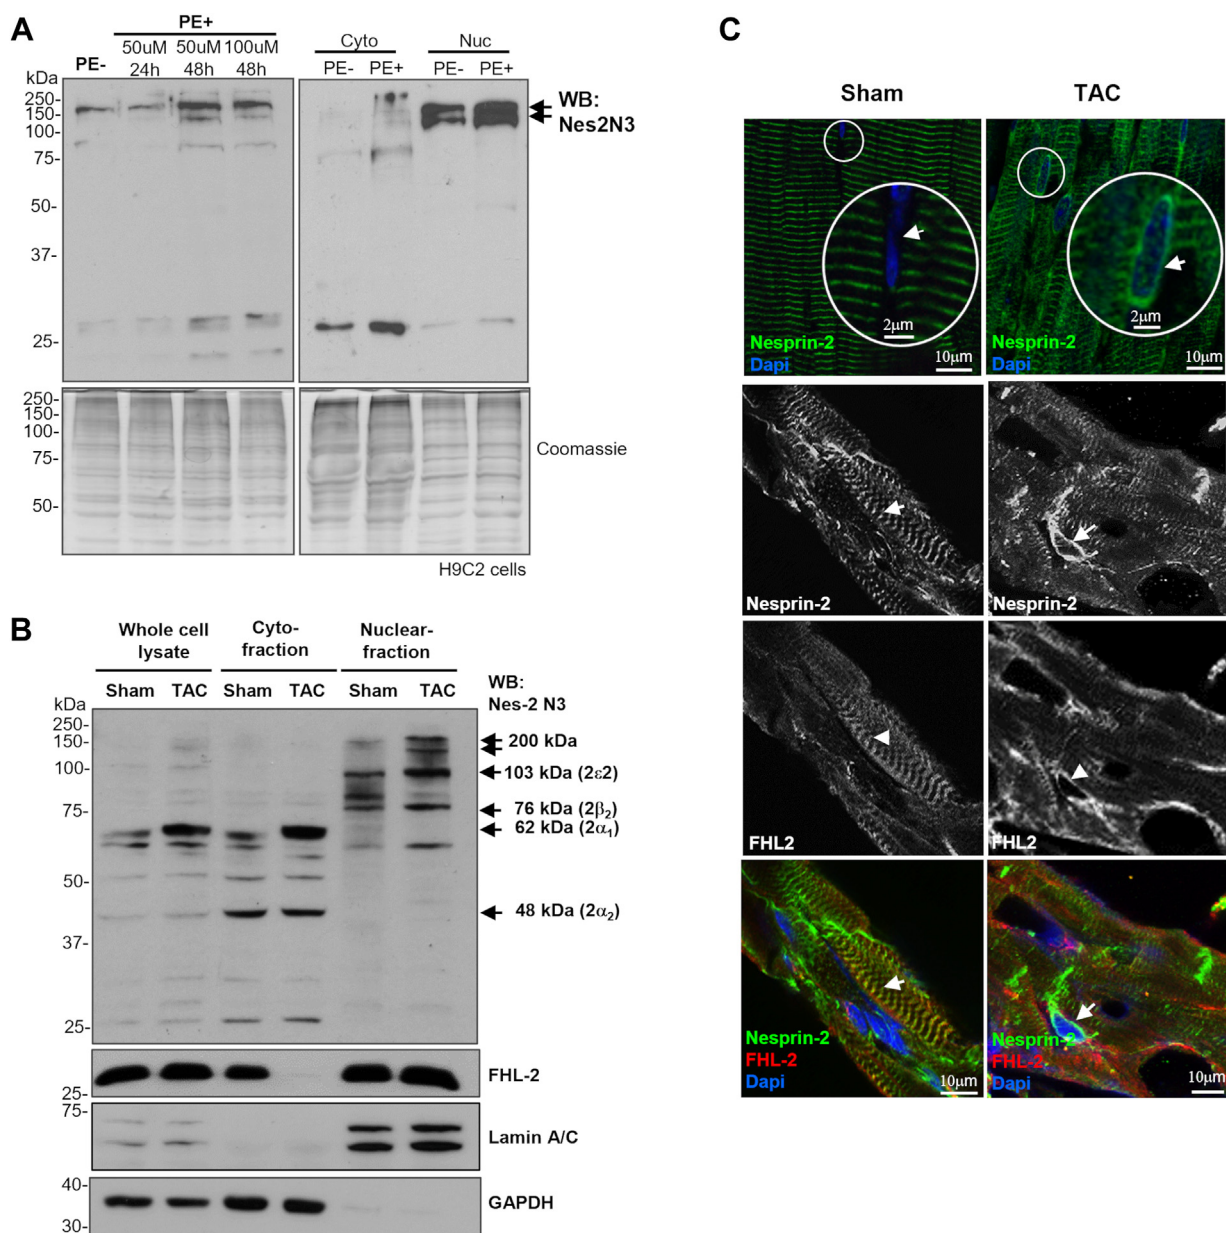 A
PE+
50uM 50uM 100uM
PE- 24h 48h 48h
Cyto Nuc
PE- PE+ PE- PE+
kDa
250-
150-
100-
75-
50-
37-
25-
WB:
Nes2N3
250-
150-
100-
75-
50-
Coomassie
H9C2 cells
B
Whole cell lysate
Cyto-fraction
Nuclear-fraction
Sham TAC Sham TAC Sham TAC
WB:
Nes-2 N3
kDa
250-
150-
100-
75-
50-
37-
25-
200 kDa
103 kDa (2ε2)
76 kDa (2β₂)
62 kDa (2α₁)
48 kDa (2α₂)
25-
FHL-2
75-
Lamin A/C
40-
30-
GAPDH
C
Sham TAC
2µm
Nesprin-2
Dapi
10µm
2µm
Nesprin-2
Dapi
10µm
Nesprin-2
Nesprin-2
FHL2
FHL2
Nesprin-2
FHL-2
Dapi
10µm
Nesprin-2
FHL-2
Dapi
10µm